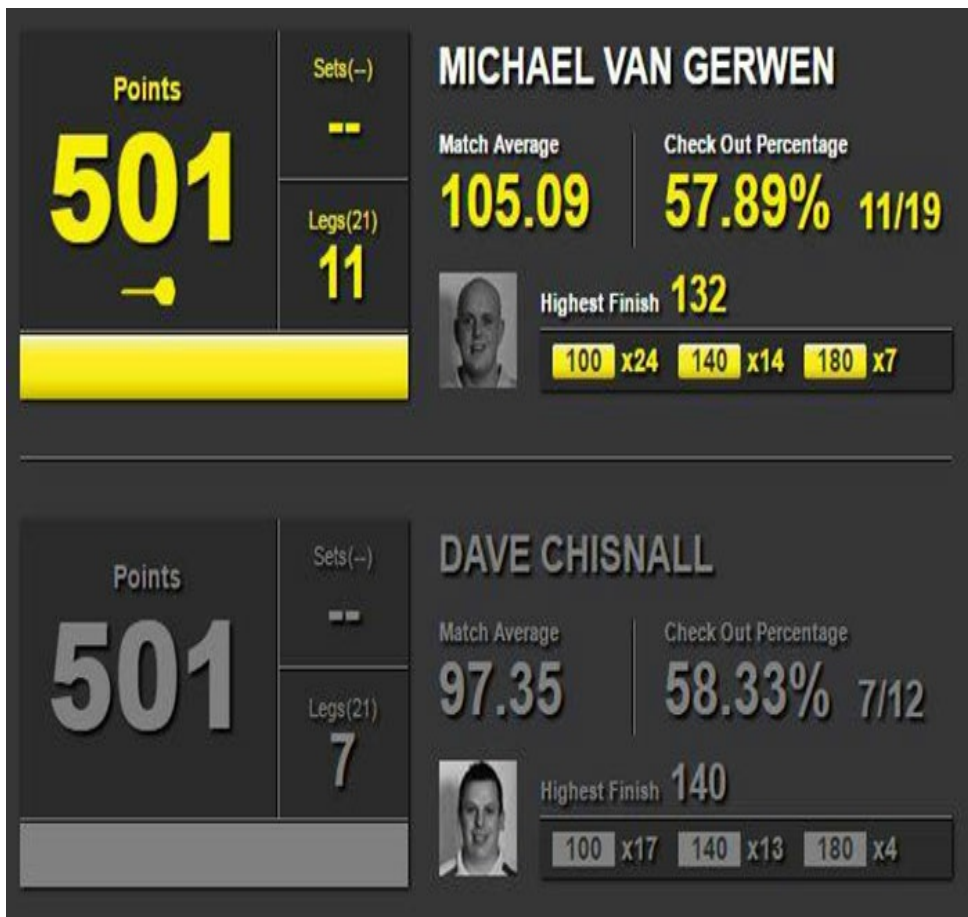 Points
501
Sets(--)
--
Legs(21)
11
MICHAEL VAN GERWEN
Match Average
105.09
Check Out Percentage
57.89% 11/19
Highest Finish 132
100 x24 140 x14 180 x7
Points
501
Sets(--)
--
Legs(21)
7
DAVE CHISNALL
Match Average
97.35
Check Out Percentage
58.33% 7/12
Highest Finish 140
100 x17 140 x13 180 x4